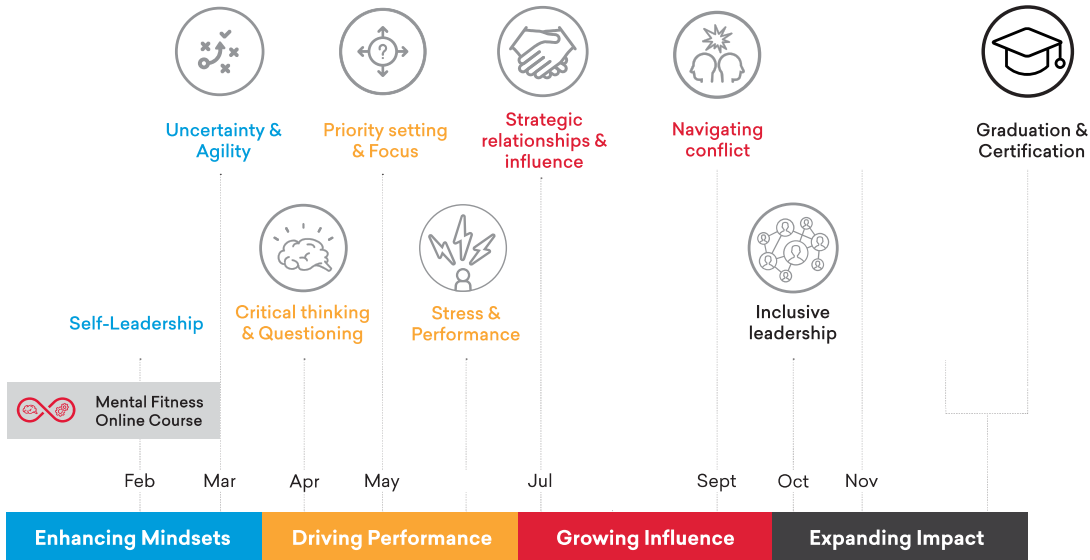 Uncertainty &
Agility
Priority setting
& Focus
Strategic
relationships &
influence
Navigating
conflict
Graduation &
Certification
?
Self-Leadership
Critical thinking
& Questioning
Stress &
Performance
Inclusive
leadership
Mental Fitness
Online Course
Feb
Mar
Apr
May
Jul
Sept
Oct
Nov
Enhancing Mindsets
Driving Performance
Growing Influence
Expanding Impact